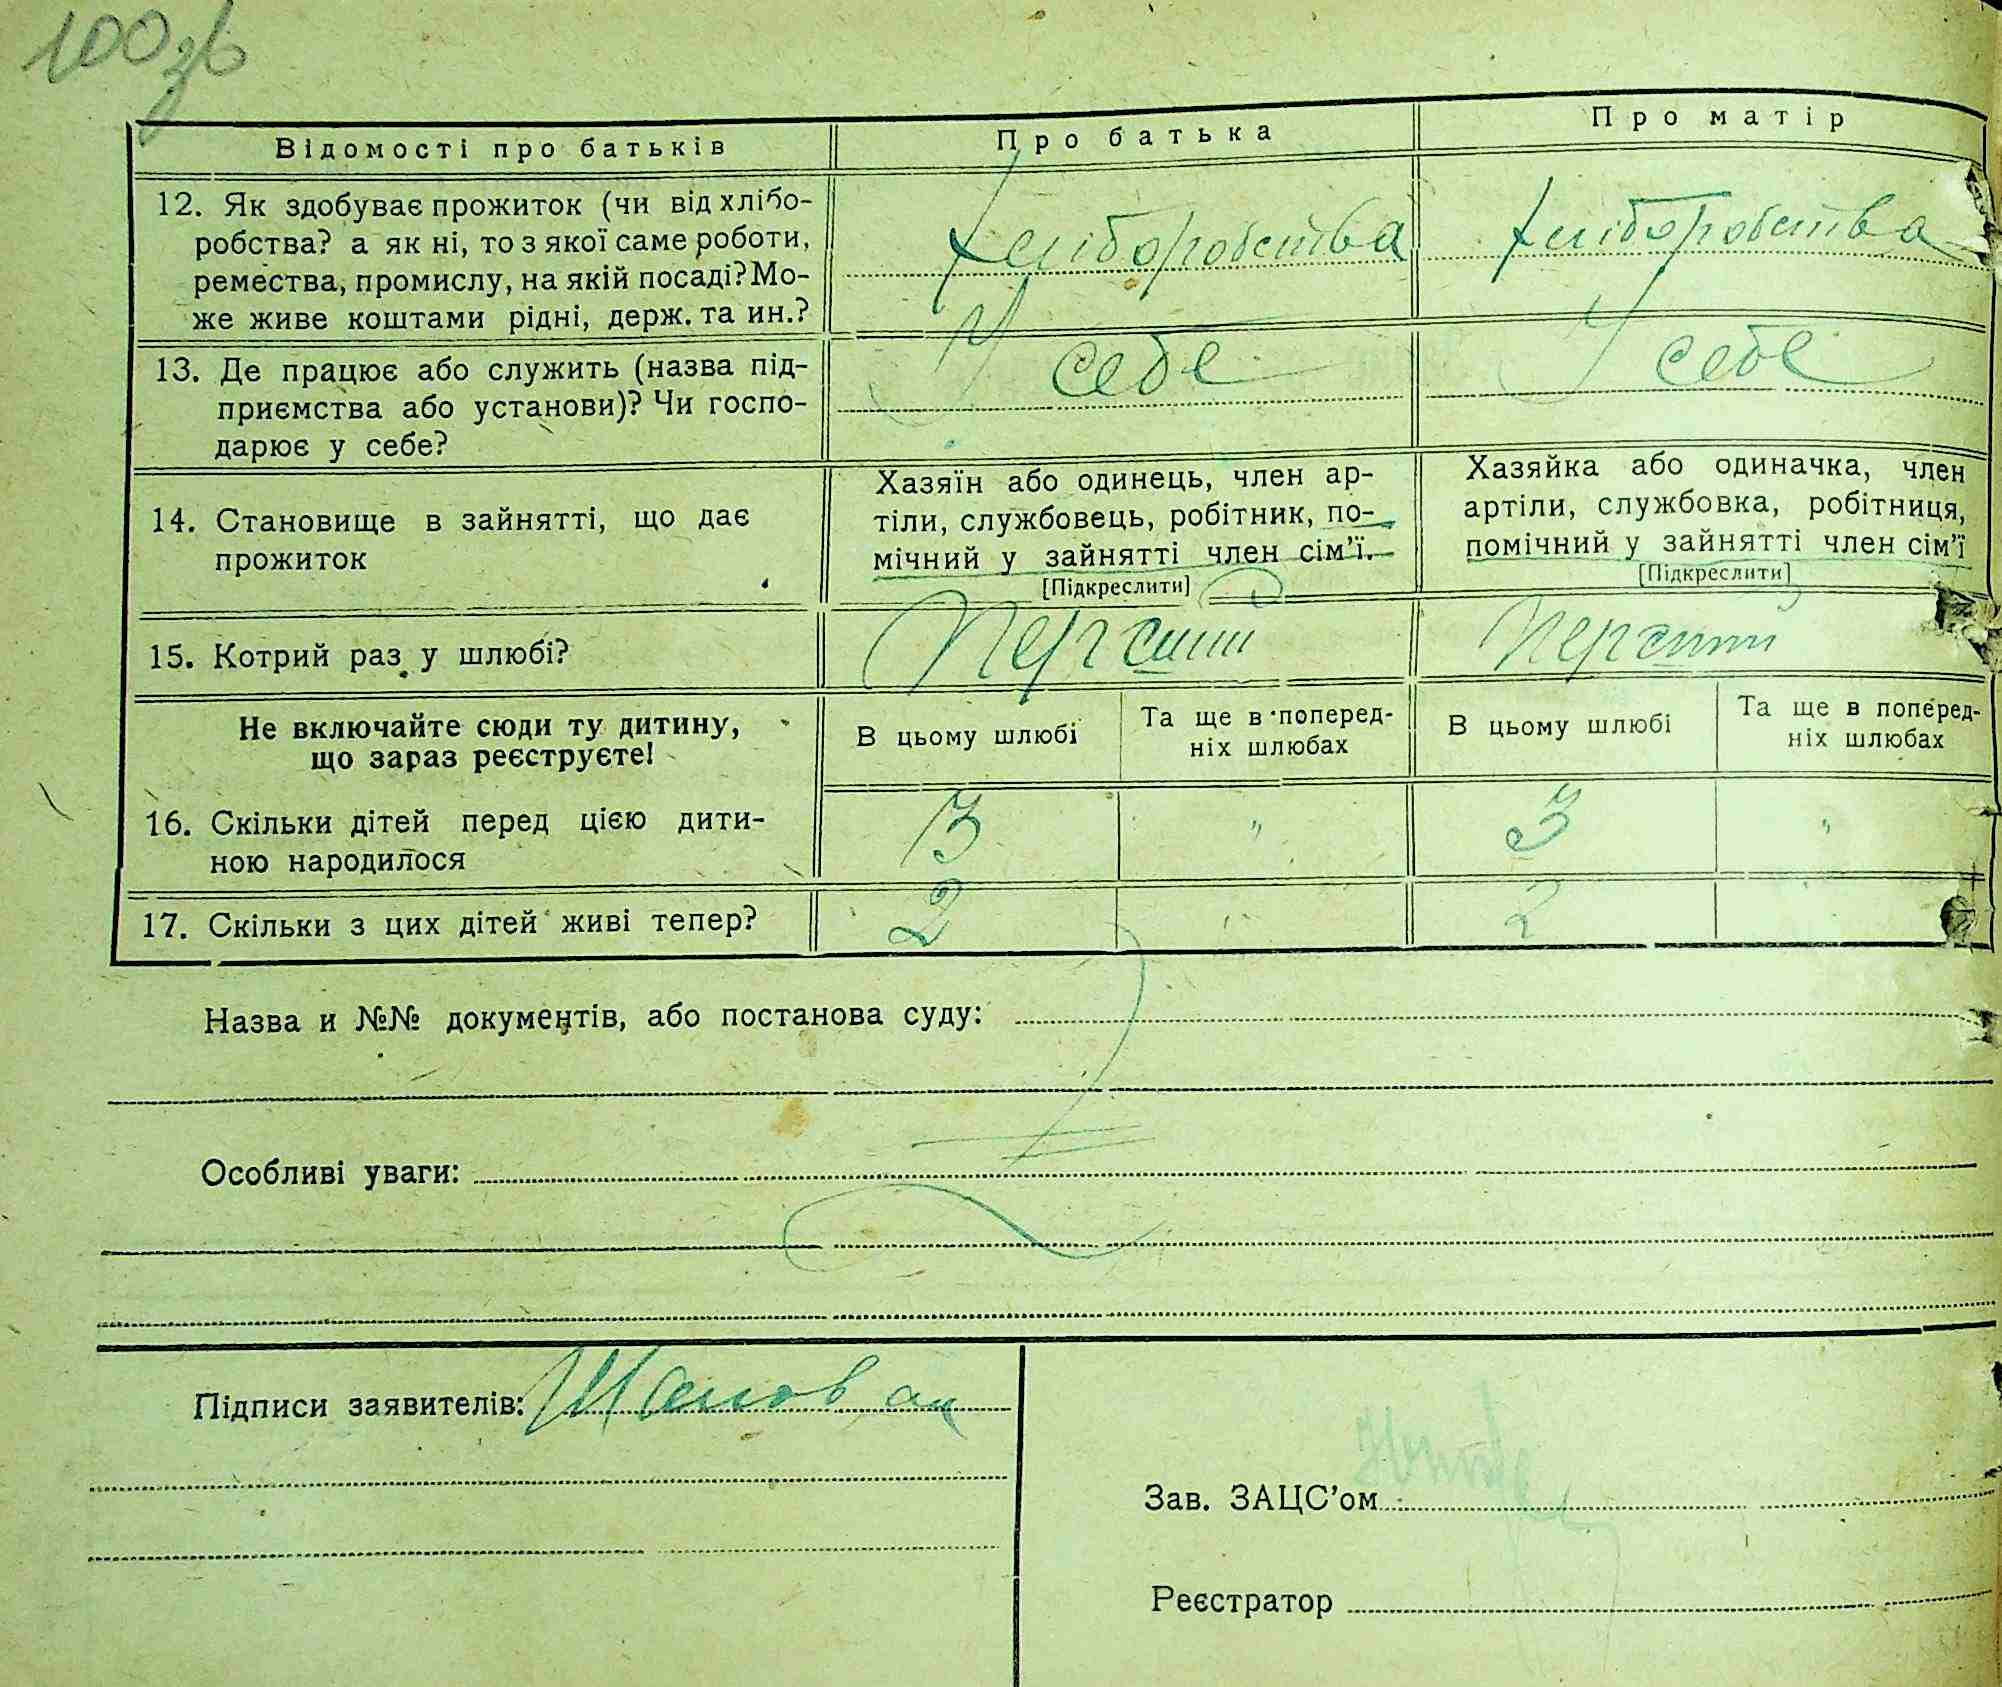 100зв
Відомості про батьків
Про батька
Про матір
12. Як здобуває прожиток (чи від хлібо-
робства? а як ні, то з якої саме роботи,
ремества, промислу, на якій посаді? Мо-
же живе коштами рідні, держ. та ин.?
хліборобства
хліборобства
13. Де працює або служить (назва під-
приємства або установи)? Чи госпо-
дарює у себе?
У себе
У себе
14. Становище в зайнятті, що дає
прожиток
Хазяїн або одинець, член ар-
тіли, службовець, робітник, по-
мічний у зайнятті член сім'ї.
[Підкреслити]
Хазяйка або одиначка, член
артіли, службовка, робітниця,
помічний у зайнятті член сім'ї
[Підкреслити]
15. Котрий раз у шлюбі?
Перший
Перший
Не включайте сюди ту дитину,
що зараз реєструєте!
В цьому шлюбі
Та ще в поперед-
ніх шлюбах
В цьому шлюбі
Та ще в поперед-
ніх шлюбах
16. Скільки дітей перед цією дити-
ною народилося
3
"
3
"
17. Скільки з цих дітей живі тепер?
2
"
2
Назва и №№ документів, або постанова суду:
Особливі уваги:
Підписи заявителів:
Зав. ЗАЦС'ом
Реєстратор